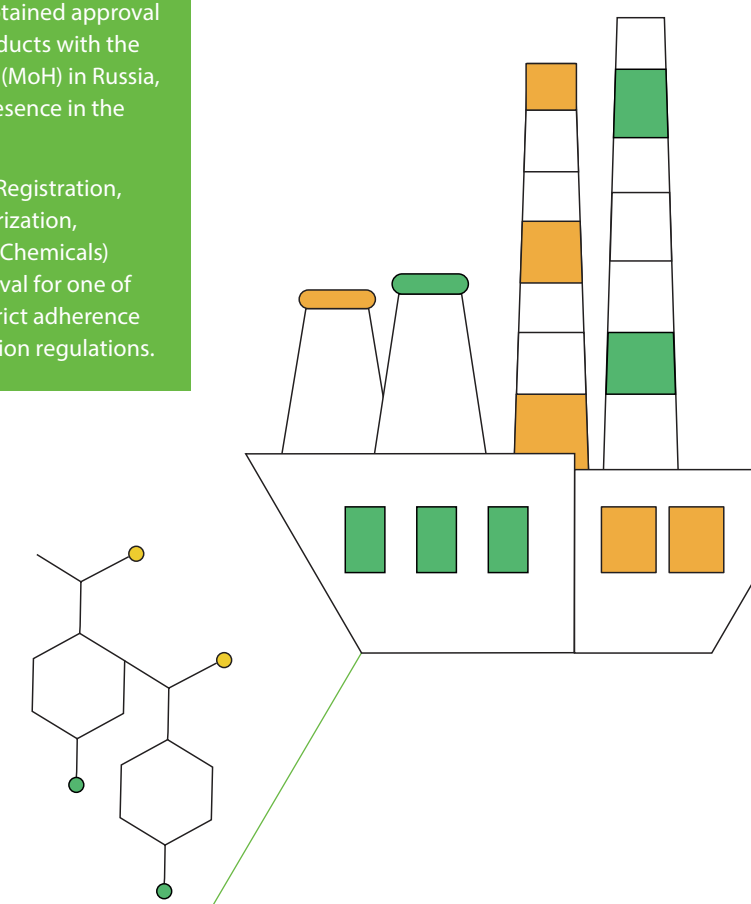 tained approval
ducts with the
(MoH) in Russia,
esence in the
Registration,
rization,
Chemicals)
val for one of
rict adherence
ion regulations.